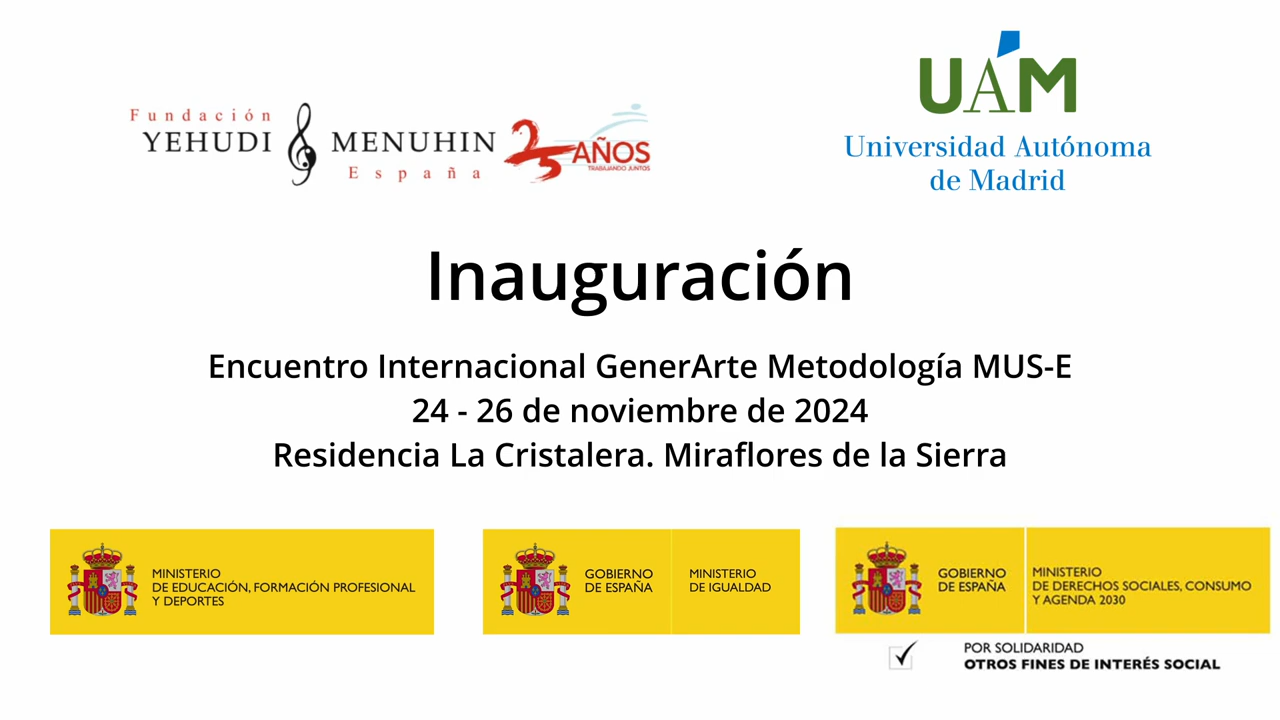 Fundación
YEHUDI MENUHIN
España
25 AÑOS
TRABAJANDO JUNTOS
UAM
Universidad Autónoma
de Madrid
Inauguración
Encuentro Internacional GenerArte Metodología MUS-E
24 - 26 de noviembre de 2024
Residencia La Cristalera. Miraflores de la Sierra
MINISTERIO
DE EDUCACIÓN, FORMACIÓN PROFESIONAL
Y DEPORTES
GOBIERNO
DE ESPAÑA
MINISTERIO
DE IGUALDAD
GOBIERNO
DE ESPAÑA
MINISTERIO
DE DERECHOS SOCIALES, CONSUMO
Y AGENDA 2030
POR SOLIDARIDAD
OTROS FINES DE INTERÉS SOCIAL